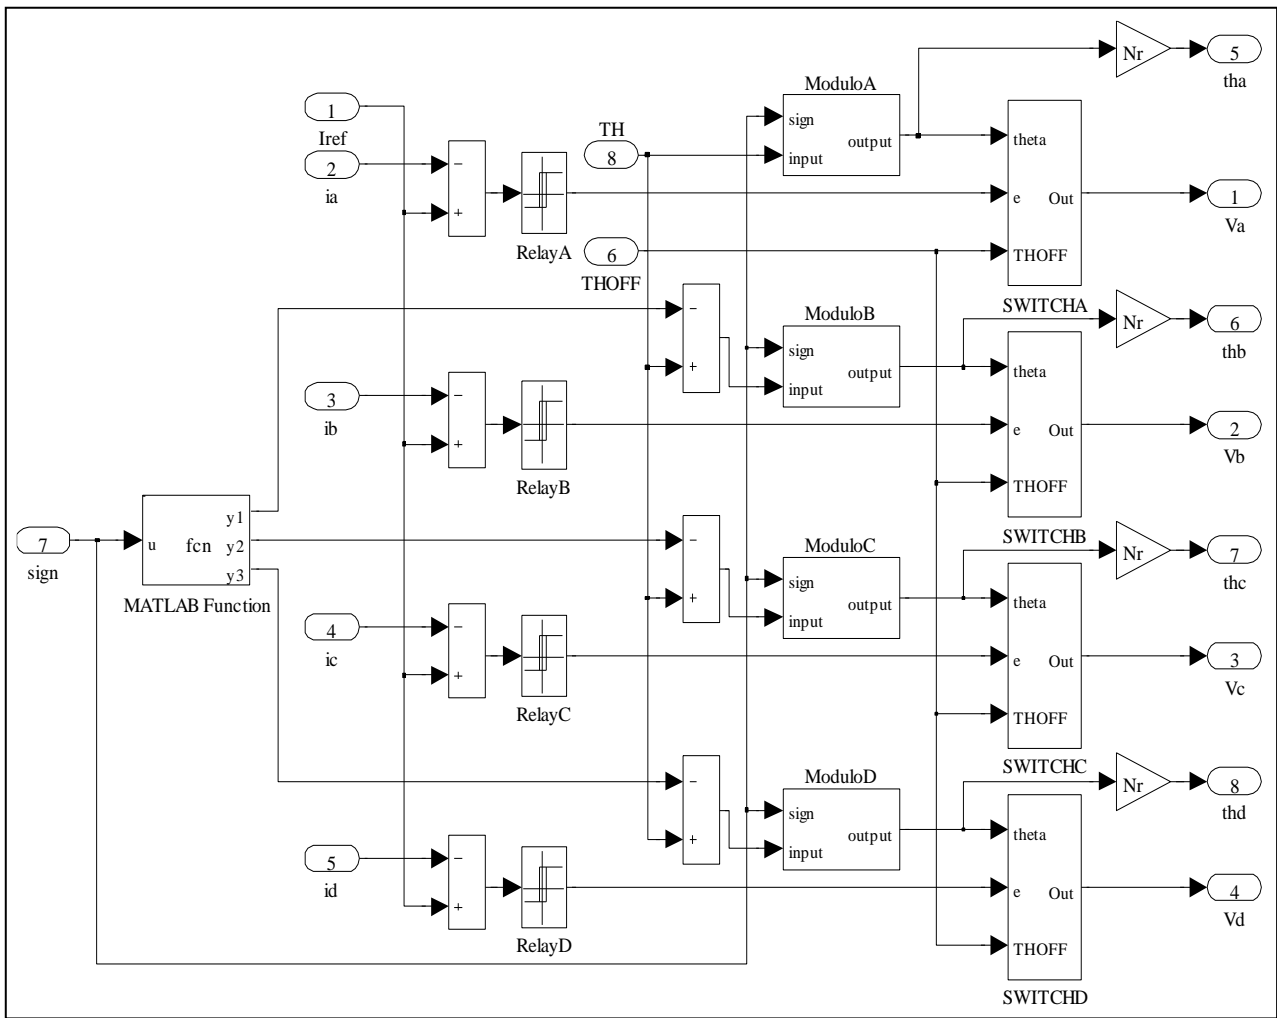 Nr
5
tha
ModuloA
sign
input
output
1
Iref
TH
8
theta
e
Out
THOFF
SWITCHA
2
ia
-
+
RelayA
1
Va
6
THOFF
-
+
ModuloB
sign
input
output
Nr
6
thb
3
ib
-
+
RelayB
theta
e
Out
THOFF
SWITCHB
2
Vb
7
sign
u
fcn
y1
y2
y3
MATLAB Function
-
+
ModuloC
sign
input
output
Nr
7
thc
4
ic
-
+
RelayC
theta
e
Out
THOFF
SWITCHC
3
Vc
-
+
ModuloD
sign
input
output
Nr
8
thd
5
id
-
+
RelayD
theta
e
Out
THOFF
SWITCHD
4
Vd